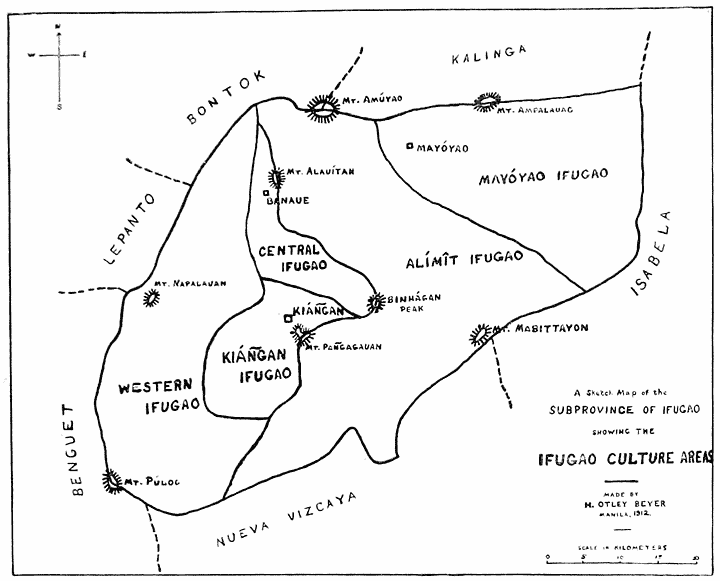 N
W E
S
KALINGA
BONTOK
MT. AMÚYAO
MT. AMPALAUAG
MAYÓYAO
MT. ALAUÍTAN
MAYÓYAO IFUGAO
BANAUE
LEPANTO
CENTRAL
IFUGAO
ALÍMÎT IFUGAO
ISABELA
MT. NAPALAUAN
BINHÁGAN
PEAK
KIÁÑGAN
MT. MABITTAYON
MT. PAÑGAGAUAN
KIÁÑGAN
IFUGAO
WESTERN
IFUGAO
BENGUET
MT. PÚLOG
NUEVA VIZCAYA
A Sketch Map of the
SUBPROVINCE OF IFUGAO
SHOWING THE
IFUGAO CULTURE AREAS
MADE BY
H. OTLEY BEYER
MANILA, 1912.
SCALE IN KILOMETERS
0 5 10 15 20